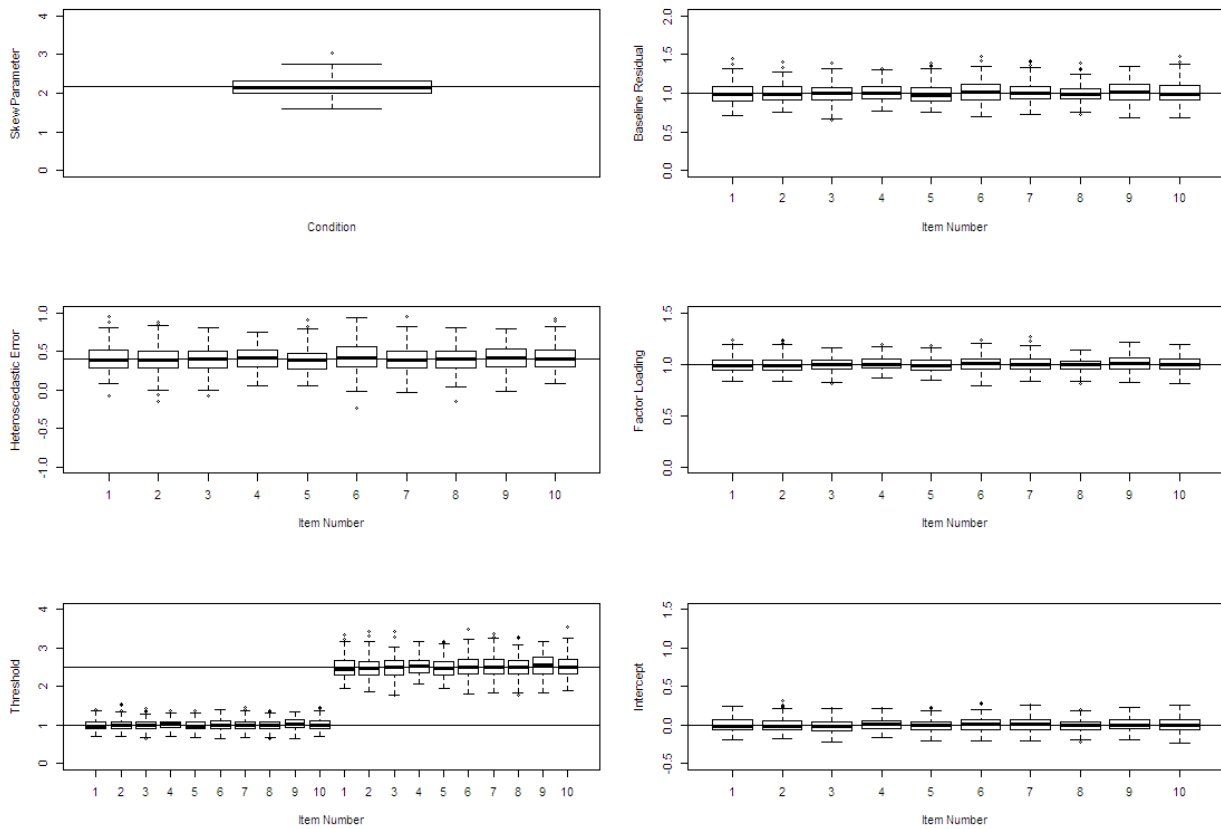 Skew Parameter
4
3
2
1
0
Condition
Baseline Residual
2.0
1.5
1.0
0.5
0.0
1 2 3 4 5 6 7 8 9 10
Item Number
Heteroscedastic Error
1.0
0.5
0.0
-0.5
-1.0
1 2 3 4 5 6 7 8 9 10
Item Number
Factor Loading
1.5
1.0
0.5
0.0
1 2 3 4 5 6 7 8 9 10
Item Number
Threshold
4
3
2
1
0
1 2 3 4 5 6 7 8 9 10 1 2 3 4 5 6 7 8 9 10
Item Number
Intercept
1.5
1.0
0.5
0.0
-0.5
1 2 3 4 5 6 7 8 9 10
Item Number